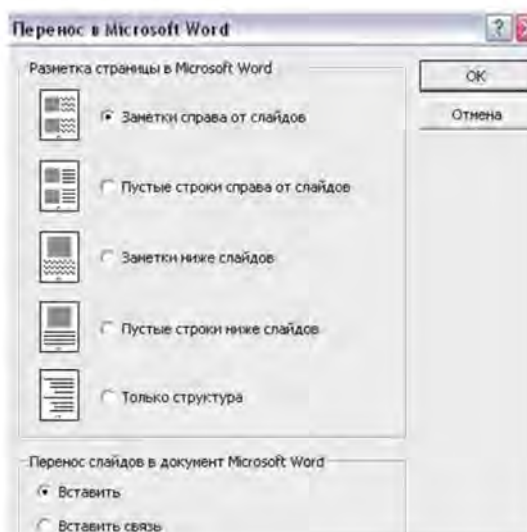 Перенос в Microsoft Word
Разметка страницы в Microsoft Word
OK
Отмена
Заметки справа от слайдов
Пустые строки справа от слайдов
Заметки ниже слайдов
Пустые строки ниже слайдов
Только структура
Перенос слайдов в документ Microsoft Word
Вставить
Вставить связь